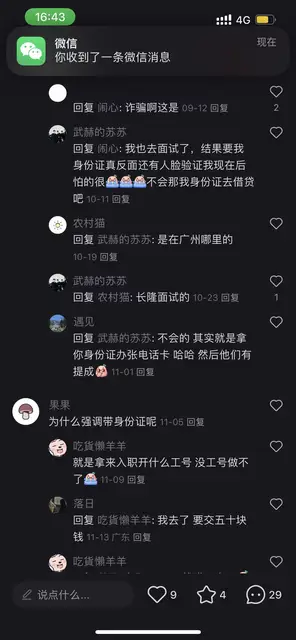 16:43
4G
微信
现在
你收到了一条微信消息
回复 闹心: 诈骗啊这是 09-12 回复
2
武赫的苏苏
回复 闹心: 我也去面试了，结果要我
身份证真反面还有人脸验证我现在后
怕的很不会那我身份证去借贷
吧 10-11 回复
农村猫
回复 武赫的苏苏: 是在广州哪里的
10-19 回复
武赫的苏苏
回复 农村猫: 长隆面试的 10-23 回复
1
遇见
回复 武赫的苏苏: 不会的 其实就是拿
你身份证办张电话卡 哈哈 然后他们有
提成 11-01 回复
果果
为什么强调带身份证呢 11-05 回复
吃貨懒羊羊
就是拿来入职开什么工号 没工号做不
了 11-09 回复
落日
回复 吃貨懒羊羊: 我去了 要交五十块
钱 11-13 广东 回复
吃貨懒羊羊
说点什么...
9
4
29